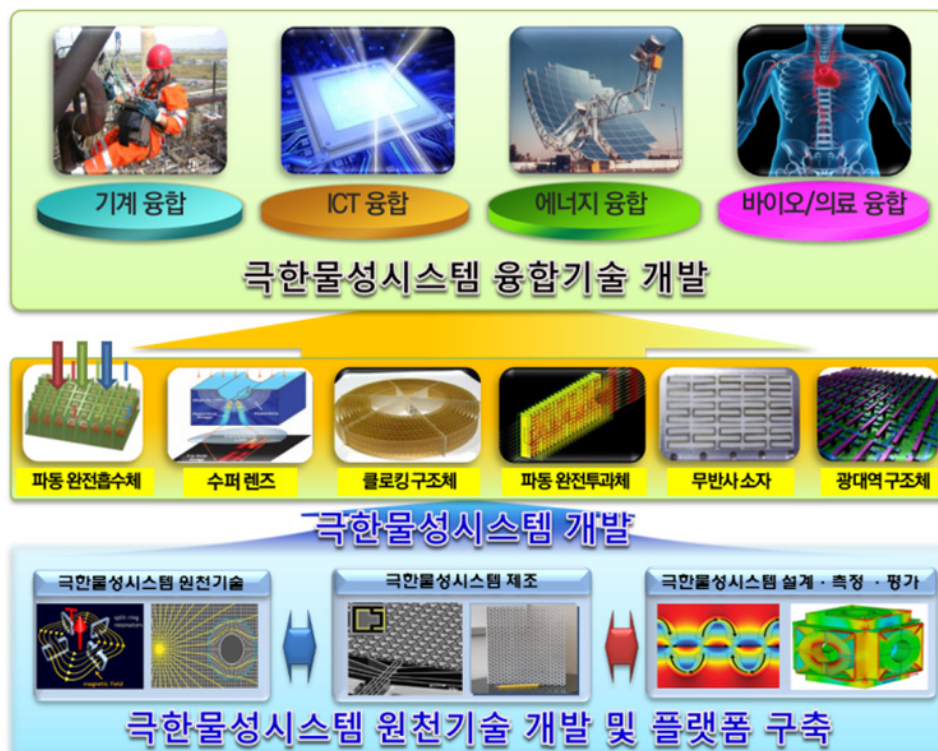 기계 융합
ICT 융합
에너지 융합
바이오/의료 융합
극한물성시스템 융합기술 개발
파동 완전흡수체
수퍼 렌즈
클로킹 구조체
파동 완전투과체
무반사 소자
광대역 구조체
극한물성시스템 개발
극한물성시스템 원천기술
극한물성시스템 제조
극한물성시스템 설계 · 측정 · 평가
split ring
resonators
magnetic field
극한물성시스템 원천기술 개발 및 플랫폼 구축